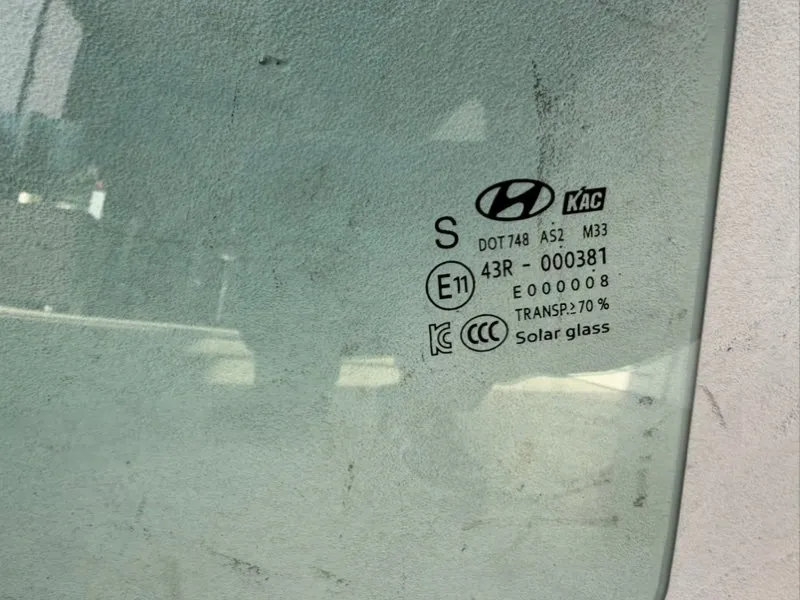 KAC
S
DOT748 AS2 M33
E11
43R - 000381
E000008
TRANSP.≥70 %
CCC
Solar glass